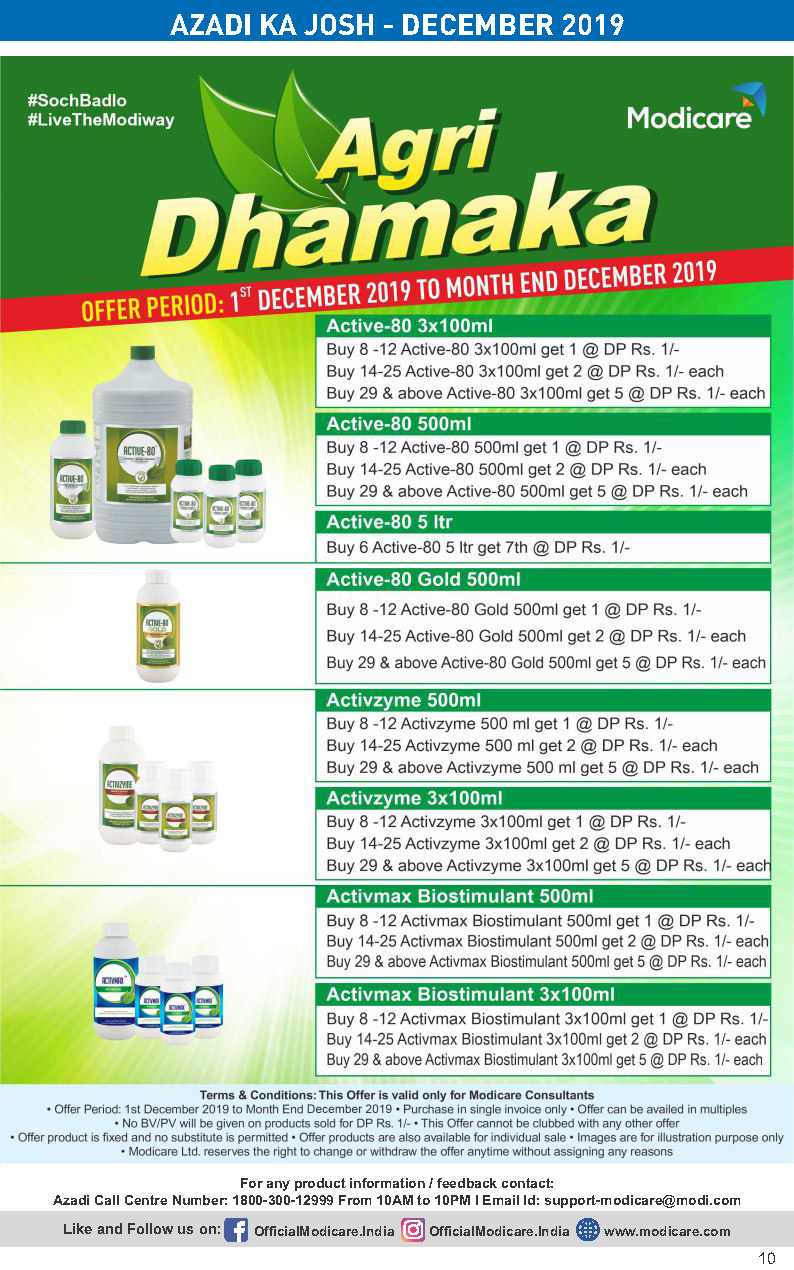 AZADI KA JOSH - DECEMBER 2019
#SochBadlo
#LiveTheModiway
Modicare
Agri
Dhamaka
OFFER PERIOD: 1ST DECEMBER 2019 TO MONTH END DECEMBER 2019
Active-80 3x100ml
Buy 8 -12 Active-80 3x100ml get 1 @ DP Rs. 1/-
Buy 14-25 Active-80 3x100ml get 2 @ DP Rs. 1/- each
Buy 29 & above Active-80 3x100ml get 5 @ DP Rs. 1/- each
Active-80 500ml
Buy 8 -12 Active-80 500ml get 1 @ DP Rs. 1/-
Buy 14-25 Active-80 500ml get 2 @ DP Rs. 1/- each
Buy 29 & above Active-80 500ml get 5 @ DP Rs. 1/- each
Active-80 5 ltr
Buy 6 Active-80 5 ltr get 7th @ DP Rs. 1/-
ACTIVE-80
ACTIVE-80
ACTIVE-80
ACTIVE-80
ACTIVE-80
Active-80 Gold 500ml
Buy 8 -12 Active-80 Gold 500ml get 1 @ DP Rs. 1/-
Buy 14-25 Active-80 Gold 500ml get 2 @ DP Rs. 1/- each
Buy 29 & above Active-80 Gold 500ml get 5 @ DP Rs. 1/- each
ACTIVE-80
GOLD
Activzyme 500ml
Buy 8 -12 Activzyme 500 ml get 1 @ DP Rs. 1/-
Buy 14-25 Activzyme 500 ml get 2 @ DP Rs. 1/- each
Buy 29 & above Activzyme 500 ml get 5 @ DP Rs. 1/- each
Activzyme 3x100ml
Buy 8 -12 Activzyme 3x100ml get 1 @ DP Rs. 1/-
Buy 14-25 Activzyme 3x100ml get 2 @ DP Rs. 1/- each
Buy 29 & above Activzyme 3x100ml get 5 @ DP Rs. 1/- each
ACTIVZYME
ACTIVZYME
ACTIVZYME
ACTIVZYME
Activmax Biostimulant 500ml
Buy 8 -12 Activmax Biostimulant 500ml get 1 @ DP Rs. 1/-
Buy 14-25 Activmax Biostimulant 500ml get 2 @ DP Rs. 1/- each
Buy 29 & above Activmax Biostimulant 500ml get 5 @ DP Rs. 1/- each
Activmax Biostimulant 3x100ml
Buy 8 -12 Activmax Biostimulant 3x100ml get 1 @ DP Rs. 1/-
Buy 14-25 Activmax Biostimulant 3x100ml get 2 @ DP Rs. 1/- each
Buy 29 & above Activmax Biostimulant 3x100ml get 5 @ DP Rs. 1/- each
ACTIVMAX
ACTIVMAX
ACTIVMAX
ACTIVMAX
Terms & Conditions: This Offer is valid only for Modicare Consultants
• Offer Period: 1st December 2019 to Month End December 2019 • Purchase in single invoice only • Offer can be availed in multiples
• No BV/PV will be given on products sold for DP Rs. 1/- • This Offer cannot be clubbed with any other offer
• Offer product is fixed and no substitute is permitted • Offer products are also available for individual sale • Images are for illustration purpose only
• Modicare Ltd. reserves the right to change or withdraw the offer anytime without assigning any reasons
For any product information / feedback contact:
Azadi Call Centre Number: 1800-300-12999 From 10AM to 10PM I Email Id: support-modicare@modi.com
Like and Follow us on: f OfficialModicare.India OfficialModicare.India www.modicare.com
10